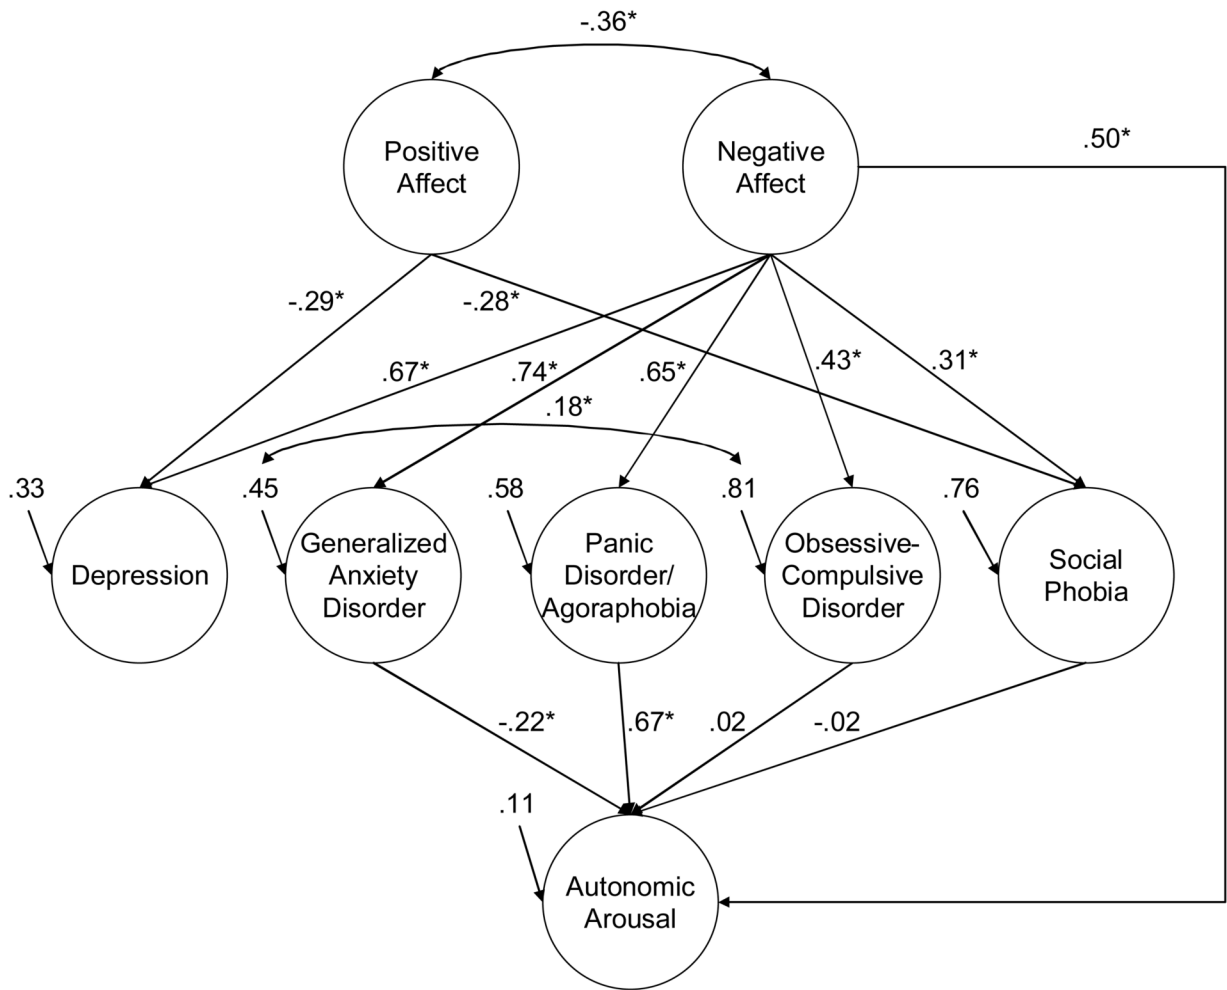 -.36*
Positive
Affect
Negative
Affect
.50*
-.29*
-.28*
.67*
.74*
.65*
.43*
.31*
.18*
.33
.45
.58
.81
.76
Depression
Generalized
Anxiety
Disorder
Panic
Disorder/
Agoraphobia
Obsessive-
Compulsive
Disorder
Social
Phobia
-.22*
.67*
.02
-.02
.11
Autonomic
Arousal